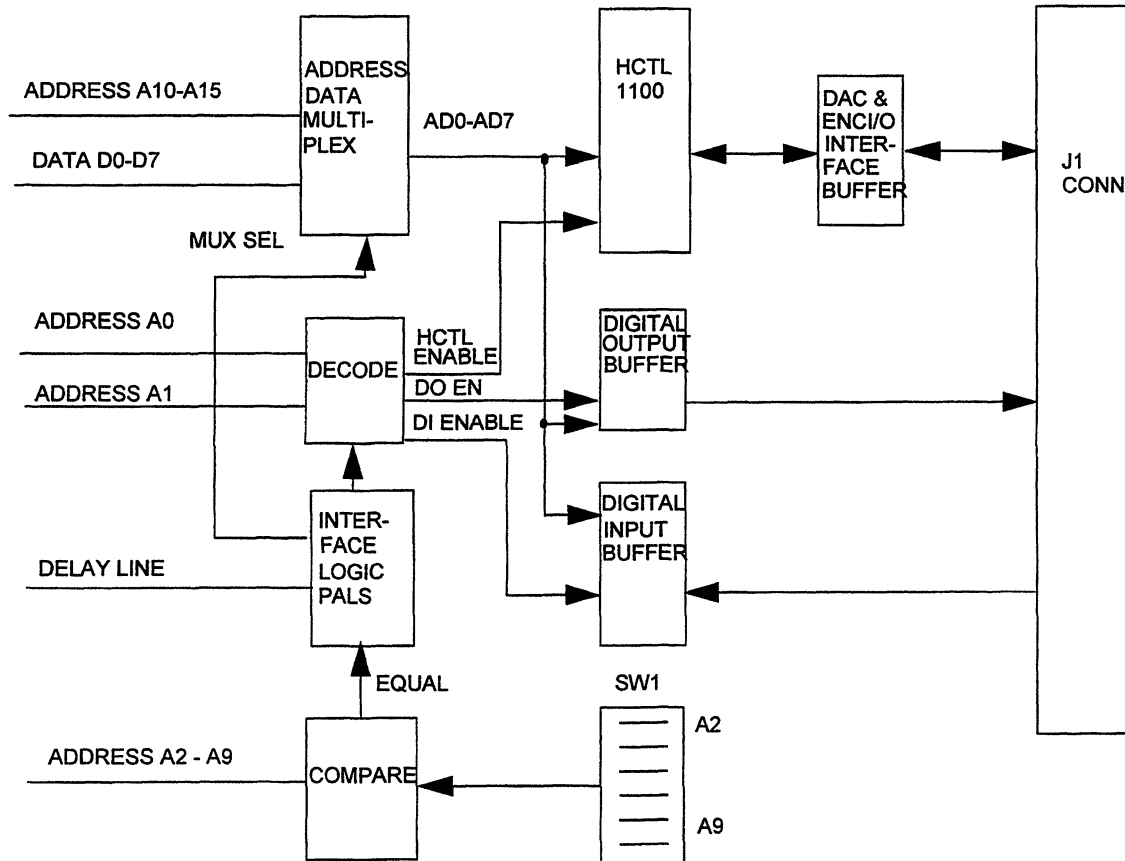 ADDRESS A10-A15
DATA D0-D7
ADDRESS
DATA
MULTI-
PLEX
AD0-AD7
HCTL
1100
DAC &
ENCI/O
INTER-
FACE
BUFFER
J1
CONN
MUX SEL
ADDRESS A0
ADDRESS A1
DECODE
HCTL
ENABLE
DO EN
DI ENABLE
DIGITAL
OUTPUT
BUFFER
DELAY LINE
INTER-
FACE
LOGIC
PALS
DIGITAL
INPUT
BUFFER
EQUAL
SW1
A2
A9
ADDRESS A2 - A9
COMPARE